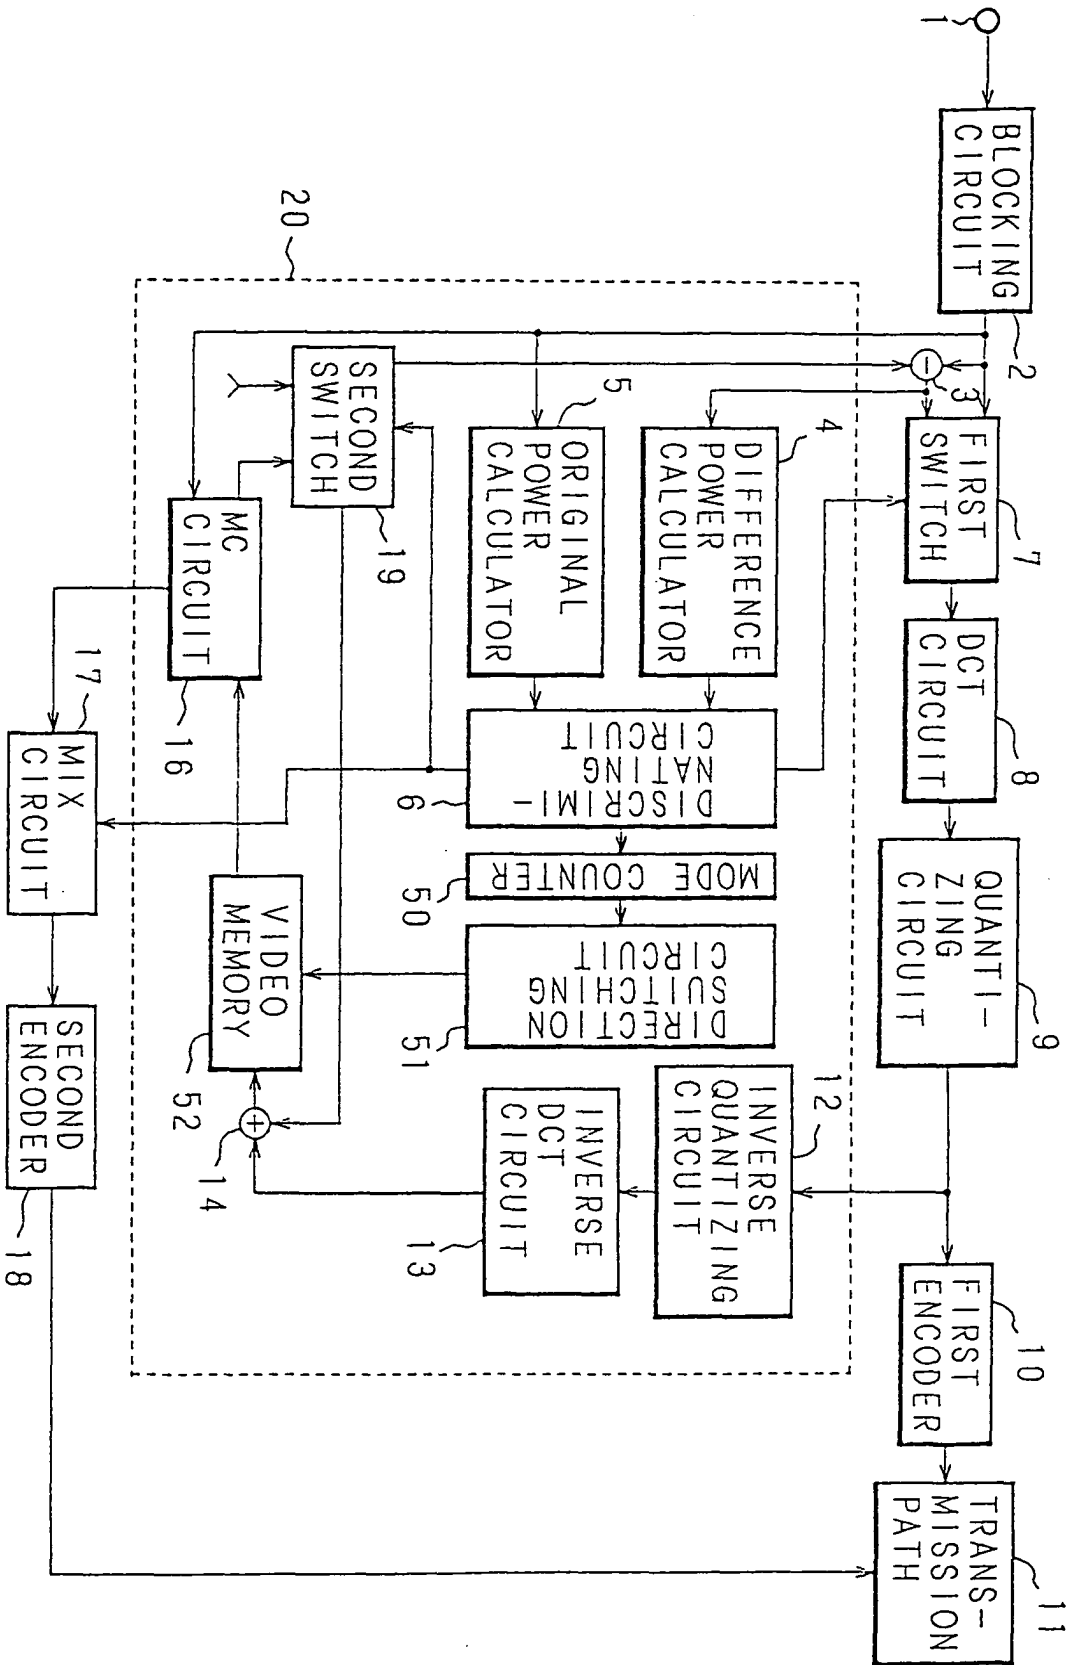 1
BLOCKING
CIRCUIT
2
3
FIRST
SWITCH
7
DCT
CIRCUIT
8
QUANTI-
ZING
CIRCUIT
9
FIRST
ENCODER
10
TRANS-
MISSION
PATH
11
20
4
DIFFERENCE
POWER
CALCULATOR
5
ORIGINAL
POWER
CALCULATOR
DISCRIMI-
NATING
CIRCUIT
6
MODE COUNTER
50
DIRECTION
SUITCHING
CIRCUIT
51
12
INVERSE
QUANTIZING
CIRCUIT
INVERSE
DCT
CIRCUIT
13
SECOND
SWITCH
19
MC
CIRCUIT
16
VIDEO
MEMORY
52
+
14
17
MIX
CIRCUIT
SECOND
ENCODER
18